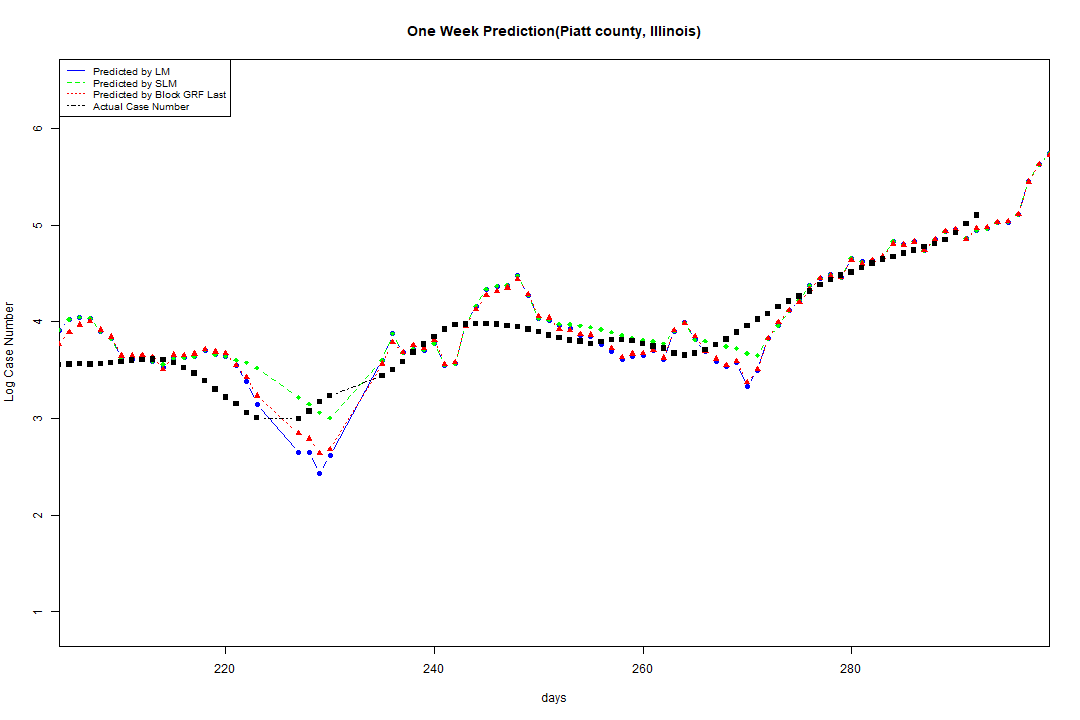 One Week Prediction(Piatt county, Illinois)
Predicted by LM
Predicted by SLM
Predicted by Block GRF Last
Actual Case Number
6
5
4
3
2
1
Log Case Number
220
240
260
280
days